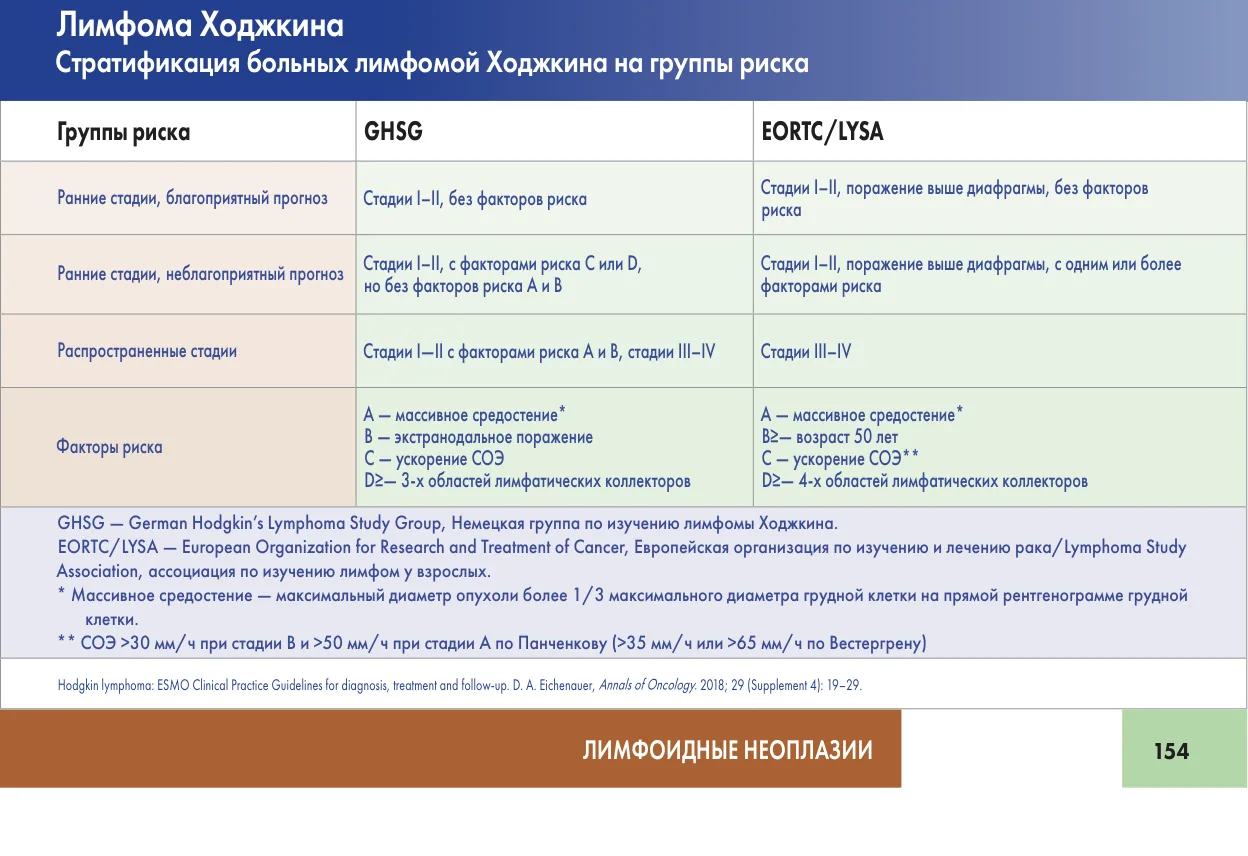 Лимфома Ходжкина
Стратификация больных лимфомой Ходжкина на группы риска
Группы риска
GHSG
EORTC/LYSA
Ранние стадии, благоприятный прогноз
Стадии I–II, без факторов риска
Стадии I–II, поражение выше диафрагмы, без факторов
риска
Ранние стадии, неблагоприятный прогноз
Стадии I–II, с факторами риска C или D,
но без факторов риска A и B
Стадии I–II, поражение выше диафрагмы, с одним или более
факторами риска
Распространенные стадии
Стадии I—II с факторами риска A и B, стадии III–IV
Стадии III–IV
Факторы риска
A — массивное средостение*
B — экстранодальное поражение
C — ускорение СОЭ
D≥— 3-х областей лимфатических коллекторов
A — массивное средостение*
B≥— возраст 50 лет
C — ускорение СОЭ**
D≥— 4-х областей лимфатических коллекторов
GHSG — German Hodgkin’s Lymphoma Study Group, Немецкая группа по изучению лимфомы Ходжкина.
EORTC/LYSA — European Organization for Research and Treatment of Cancer, Европейская организация по изучению и лечению рака/Lymphoma Study
Association, ассоциация по изучению лимфом у взрослых.
* Массивное средостение — максимальный диаметр опухоли более 1/3 максимального диаметра грудной клетки на прямой рентгенограмме грудной
клетки.
** СОЭ >30 мм/ч при стадии B и >50 мм/ч при стадии A по Панченкову (>35 мм/ч или >65 мм/ч по Вестергрену)
Hodgkin lymphoma: ESMO Clinical Practice Guidelines for diagnosis, treatment and follow-up. D. A. Eichenauer, Annals of Oncology. 2018; 29 (Supplement 4): 19–29.
ЛИМФОИДНЫЕ НЕОПЛАЗИИ
154